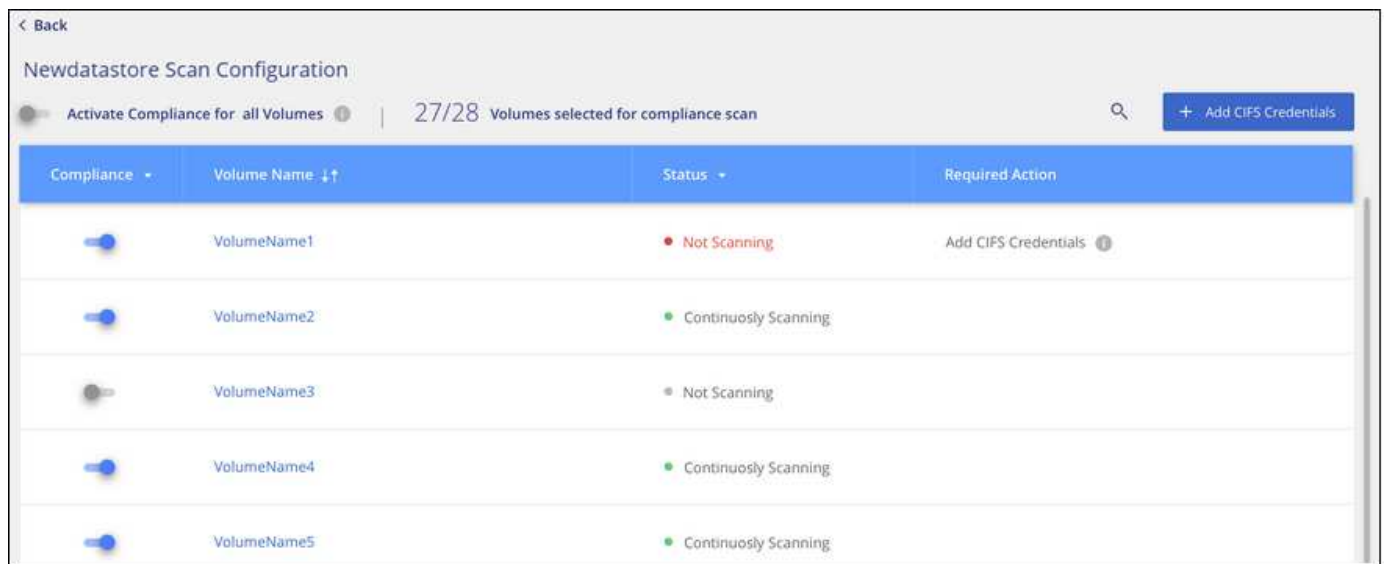 < Back
Newdatastore Scan Configuration
Activate Compliance for all Volumes i | 27/28 Volumes selected for compliance scan + Add CIFS Credentials
Compliance Volume Name ↓↑ Status Required Action
VolumeName1 Not Scanning Add CIFS Credentials i
VolumeName2 Continuosly Scanning
VolumeName3 Not Scanning
VolumeName4 Continuosly Scanning
VolumeName5 Continuosly Scanning